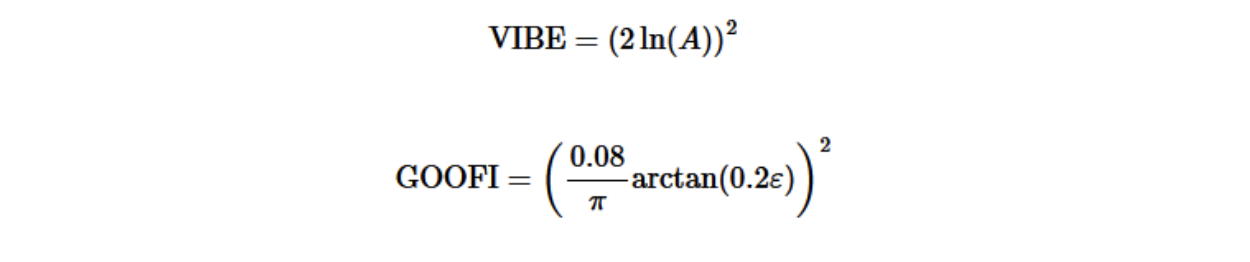 VIBE = (2 ln(A))²
GOOFI = (0.08/π arctan(0.2ε))²